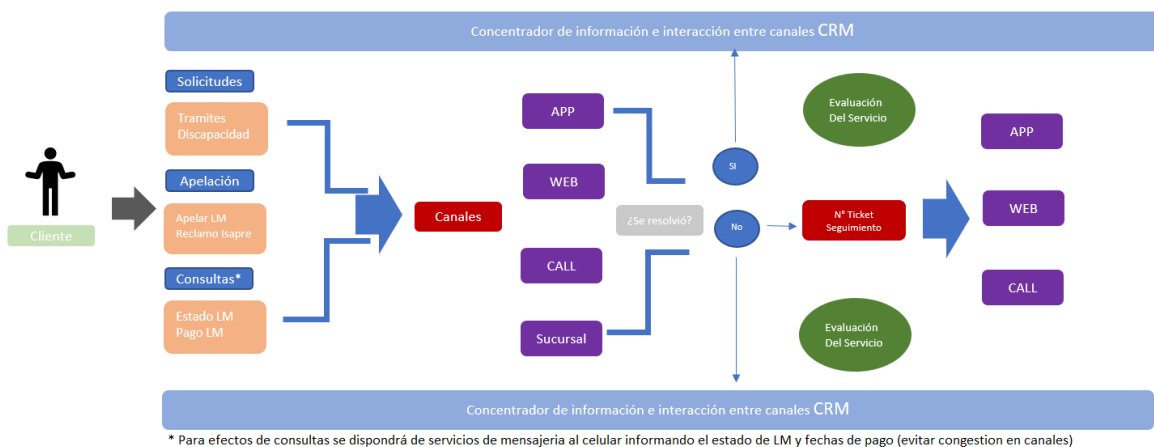 Concentrador de información e interacción entre canales CRM
Solicitudes
Tramites
Discapacidad
Apelación
Apelar LM
Reclamo Isapre
Consultas*
Estado LM
Pago LM
Cliente
Canales
APP
WEB
CALL
Sucursal
¿Se resolvió?
SI
No
Evaluación
Del Servicio
N° Ticket
Seguimiento
Evaluación
Del Servicio
APP
WEB
CALL
Concentrador de información e interacción entre canales CRM
* Para efectos de consultas se dispondrá de servicios de mensajeria al celular informando el estado de LM y fechas de pago (evitar congestion en canales)